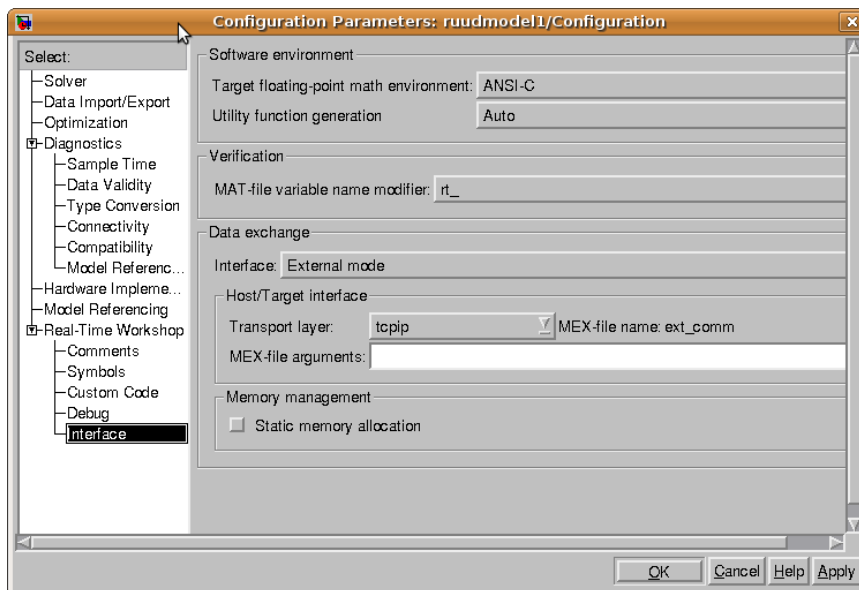 Configuration Parameters: ruudmodel1/Configuration
Select:
Solver
Data Import/Export
Optimization
Diagnostics
Sample Time
Data Validity
Type Conversion
Connectivity
Compatibility
Model Referenc...
Hardware Impleme...
Model Referencing
Real-Time Workshop
Comments
Symbols
Custom Code
Debug
Interface
Software environment
Target floating-point math environment: ANSI-C
Utility function generation Auto
Verification
MAT-file variable name modifier: rt_
Data exchange
Interface: External mode
Host/Target interface
Transport layer: tcpip MEX-file name: ext_comm
MEX-file arguments:
Memory management
Static memory allocation
OK Cancel Help Apply